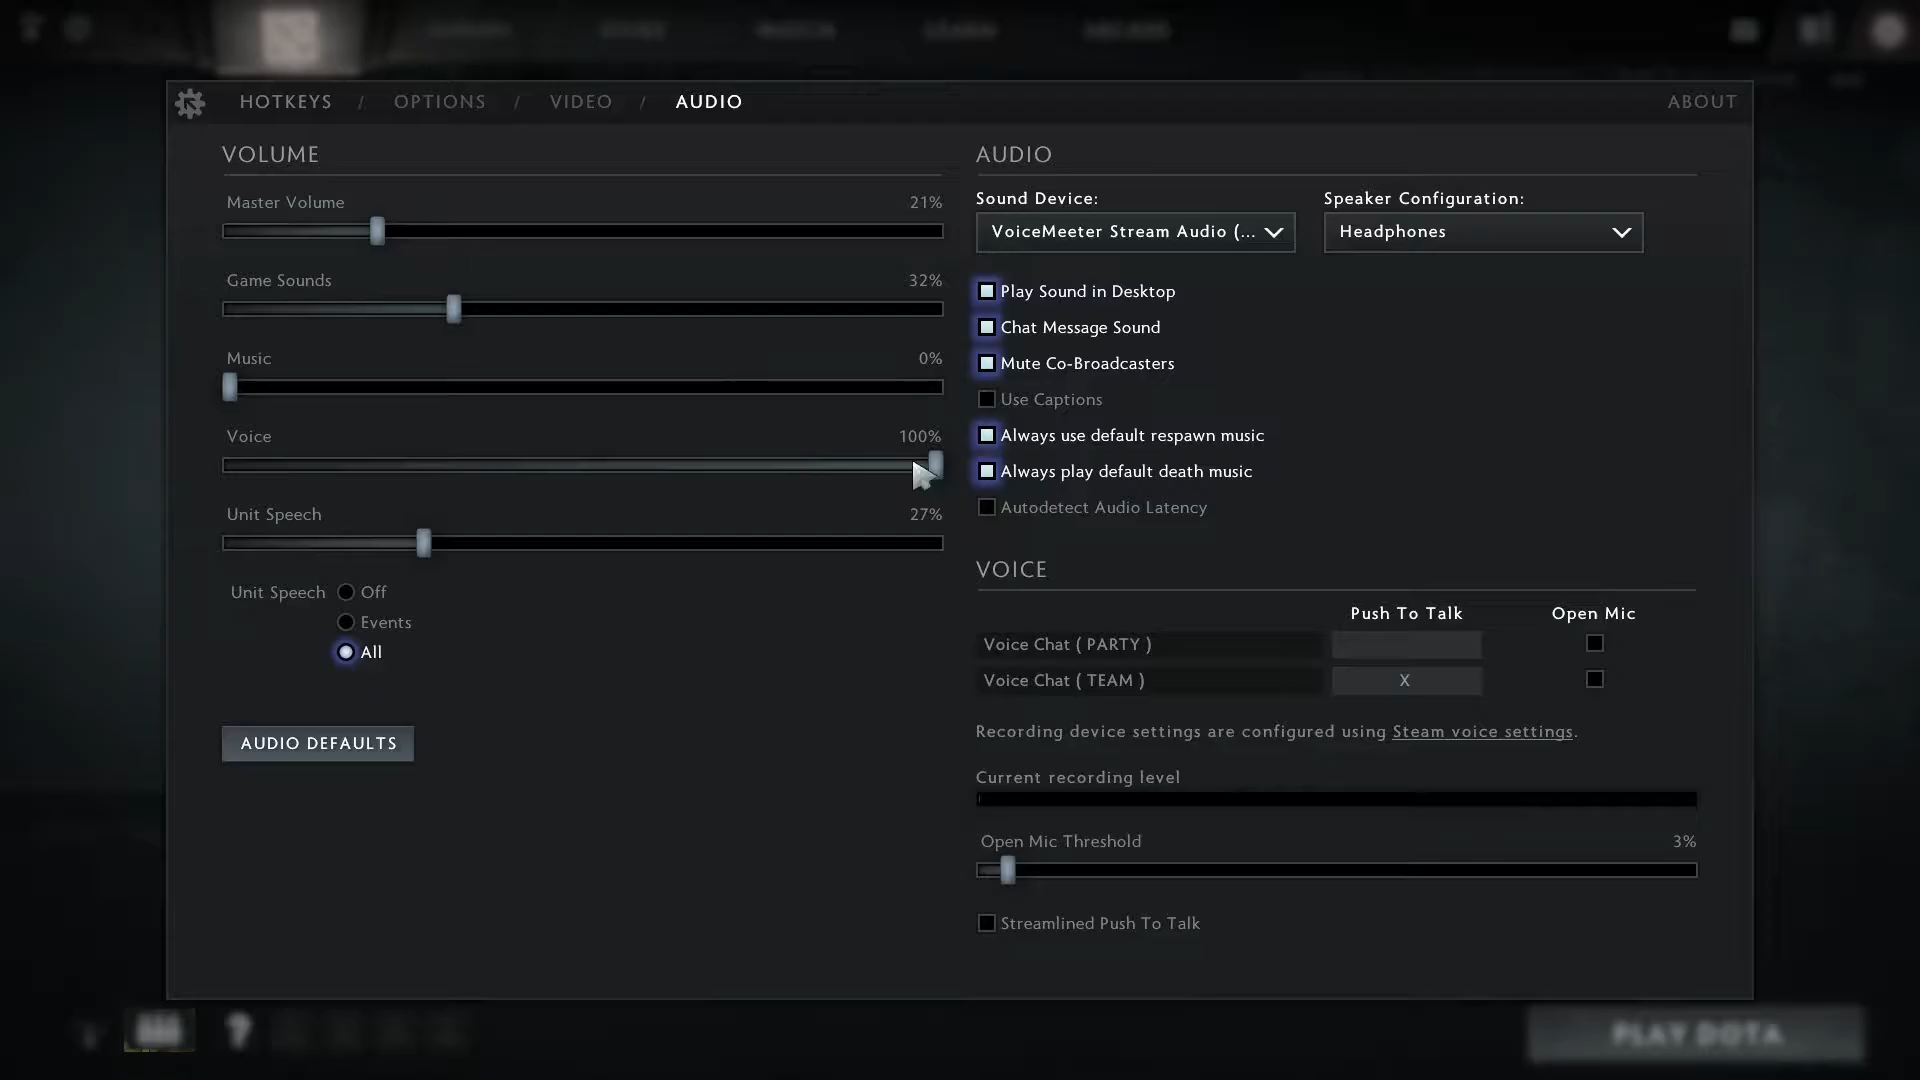 HOTKEYS / OPTIONS / VIDEO / AUDIO
ABOUT
VOLUME
Master Volume 21%
Game Sounds 32%
Music 0%
Voice 100%
Unit Speech 27%
Unit Speech Off
Events
All
AUDIO DEFAULTS
AUDIO
Sound Device: Speaker Configuration:
VoiceMeeter Stream Audio (... Headphones
Play Sound in Desktop
Chat Message Sound
Mute Co-Broadcasters
Use Captions
Always use default respawn music
Always play default death music
Autodetect Audio Latency
VOICE
Push To Talk Open Mic
Voice Chat ( PARTY )
Voice Chat ( TEAM ) X
Recording device settings are configured using Steam voice settings.
Current recording level
Open Mic Threshold 3%
Streamlined Push To Talk
?
PLAY DOTA